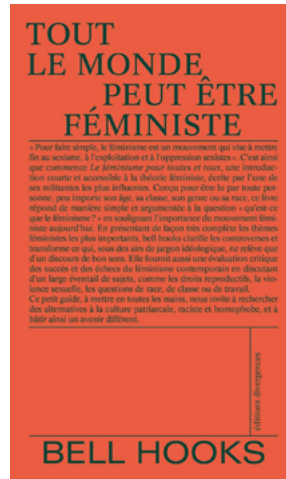 TOUT
LE MONDE
PEUT ÊTRE
FÉMINISTE
« Pour faire simple, le féminisme est un mouvement qui vise à mettre
fin au sexisme, à l'exploitation et à l'oppression sexistes ». C'est ainsi
que commence Le féminisme pour toutes et tous, une introduc-
tion courte et accessible à la théorie féministe, écrite par l'une de
ses militantes les plus influentes. Conçu pour être lu par toute per-
sonne, peu importe son âge, sa classe, son genre ou sa race, ce livre
répond de manière simple et argumentée à la question « qu'est-ce
que le féminisme ? » en soulignant l'importance du mouvement fémi-
niste aujourd'hui. En présentant de façon très complète les thèmes
féministes les plus importants, bell hooks clarifie les controverses et
transforme ce qui, sous des airs de jargon idéologique, ne relève que
d'un discours de bon sens. Elle fournit aussi une évaluation critique
des succès et des échecs du féminisme contemporain en discutant
d'un large éventail de sujets, comme les droits reproductifs, la vio-
lence sexuelle, les questions de race, de classe ou de travail.
Ce petit guide, à mettre en toutes les mains, nous invite à rechercher
des alternatives à la culture patriarcale, raciste et homophobe, et à
bâtir ainsi un avenir différent.
éditions divergences
BELL HOOKS